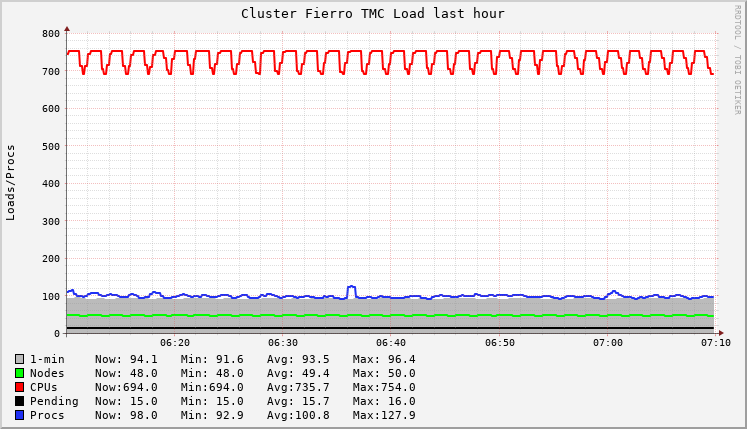 Cluster Fierro TMC Load last hour
RRDTOOL / TOBI OETIKER
Loads/Procs
800
700
600
500
400
300
200
100
0
06:20 06:30 06:40 06:50 07:00 07:10
1-min Now: 94.1 Min: 91.6 Avg: 93.5 Max: 96.4
Nodes Now: 48.0 Min: 48.0 Avg: 49.4 Max: 50.0
CPUs Now:694.0 Min:694.0 Avg:735.7 Max:754.0
Pending Now: 15.0 Min: 15.0 Avg: 15.7 Max: 16.0
Procs Now: 98.0 Min: 92.9 Avg:100.8 Max:127.9